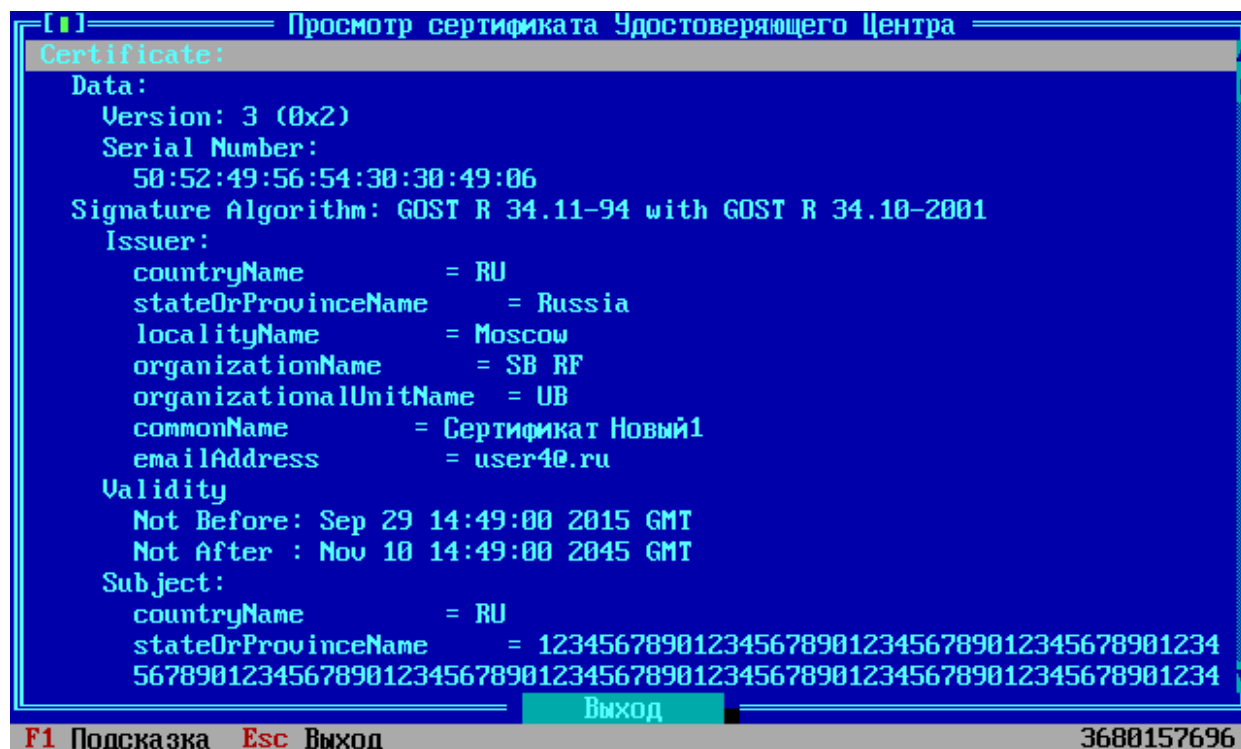 [▮] Просмотр сертификата Удостоверяющего Центра
Certificate:
Data:
Version: 3 (0x2)
Serial Number:
50:52:49:56:54:30:30:49:06
Signature Algorithm: GOST R 34.11-94 with GOST R 34.10-2001
Issuer:
countryName = RU
stateOrProvinceName = Russia
localityName = Moscow
organizationName = SB RF
organizationalUnitName = UB
commonName = Сертификат Новый1
emailAddress = user4@.ru
Validity
Not Before: Sep 29 14:49:00 2015 GMT
Not After : Nov 10 14:49:00 2045 GMT
Subject:
countryName = RU
stateOrProvinceName = 12345678901234567890123456789012345678901234
5678901234567890123456789012345678901234567890123456789012345678901234
Выход
F1 Подсказка Esc Выход 3680157696